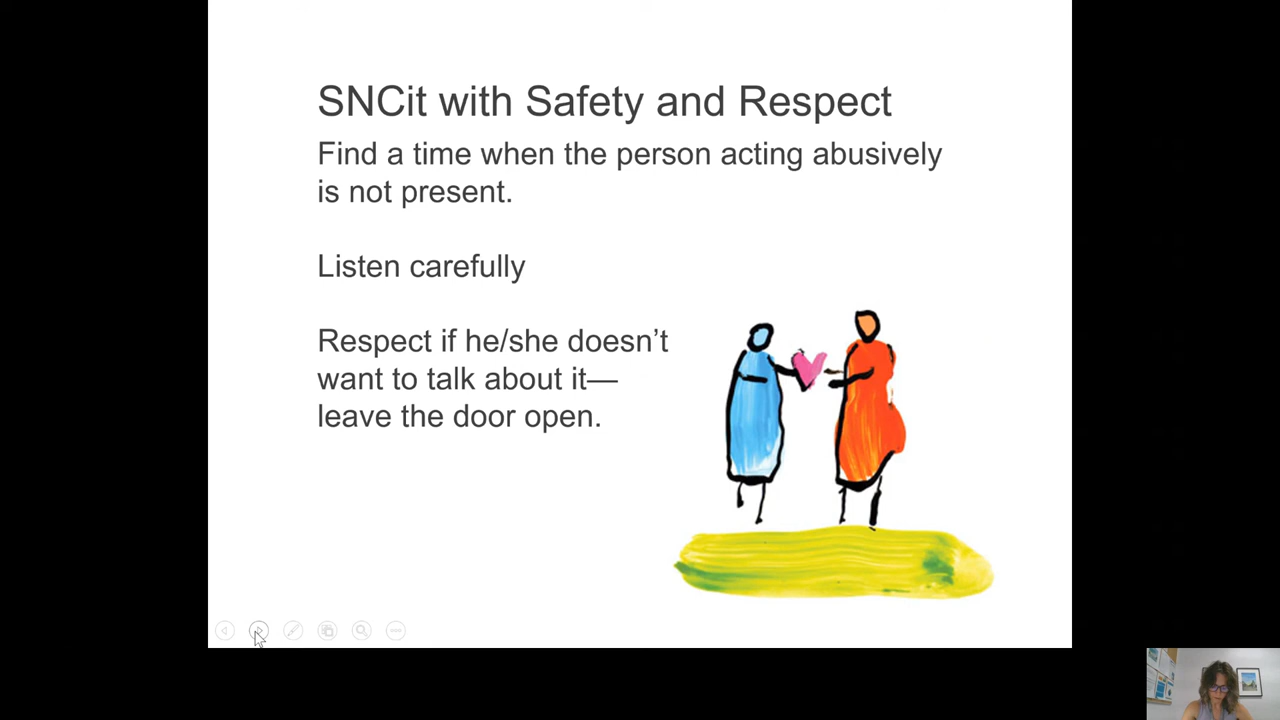 SNCit with Safety and Respect
Find a time when the person acting abusively
is not present.
Listen carefully
Respect if he/she doesn’t
want to talk about it—
leave the door open.